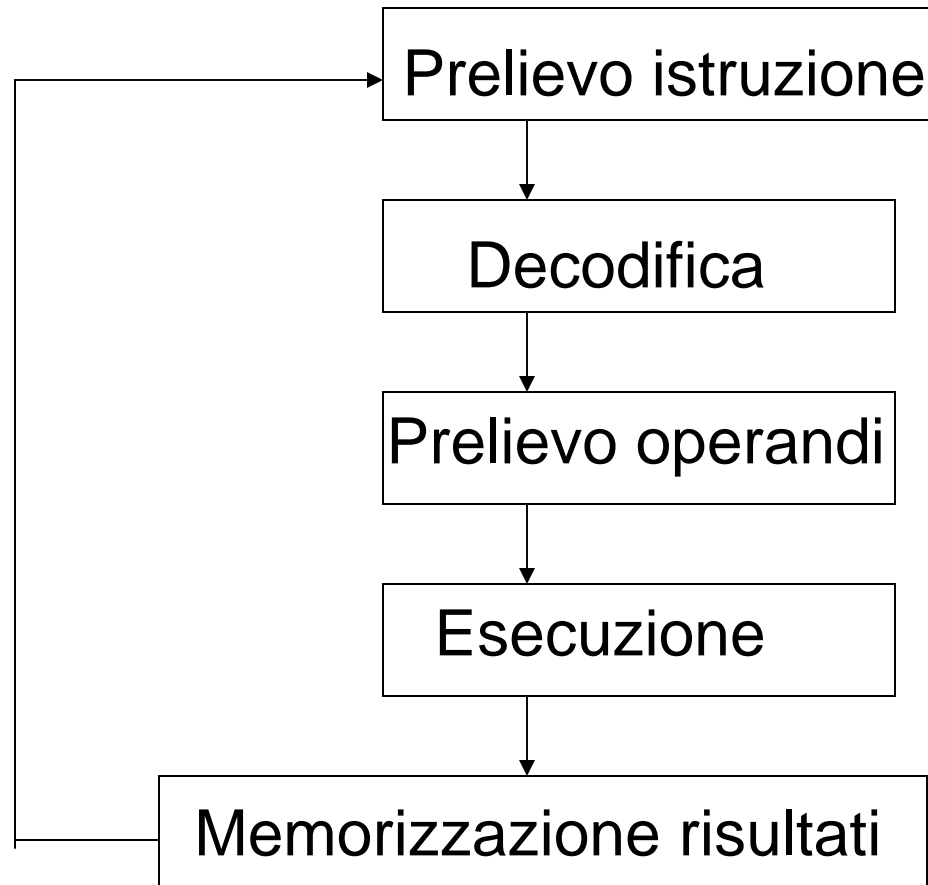 Prelievo istruzione
Decodifica
Prelievo operandi
Esecuzione
Memorizzazione risultati